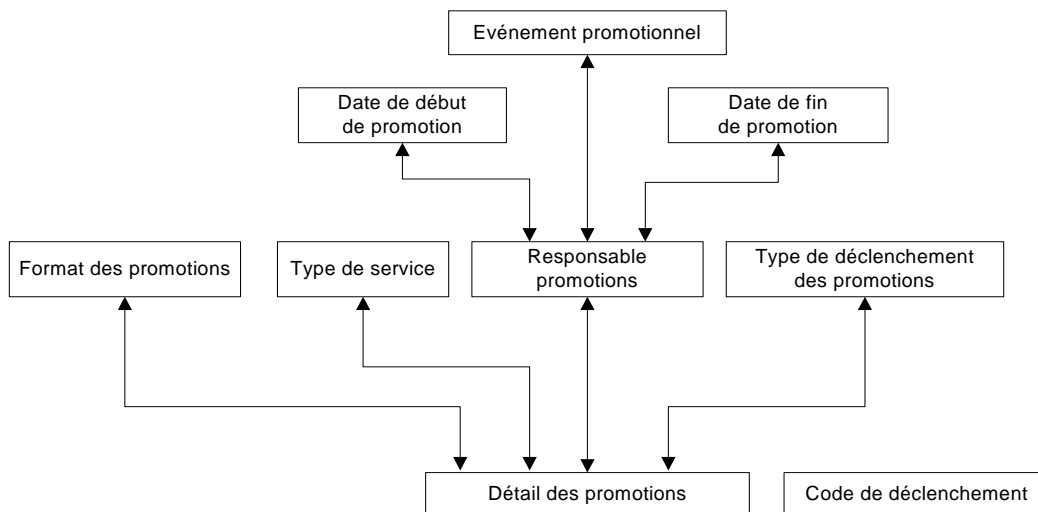 Evénement promotionnel
Date de début
de promotion
Date de fin
de promotion
Format des promotions
Type de service
Responsable
promotions
Type de déclenchement
des promotions
Détail des promotions
Code de déclenchement